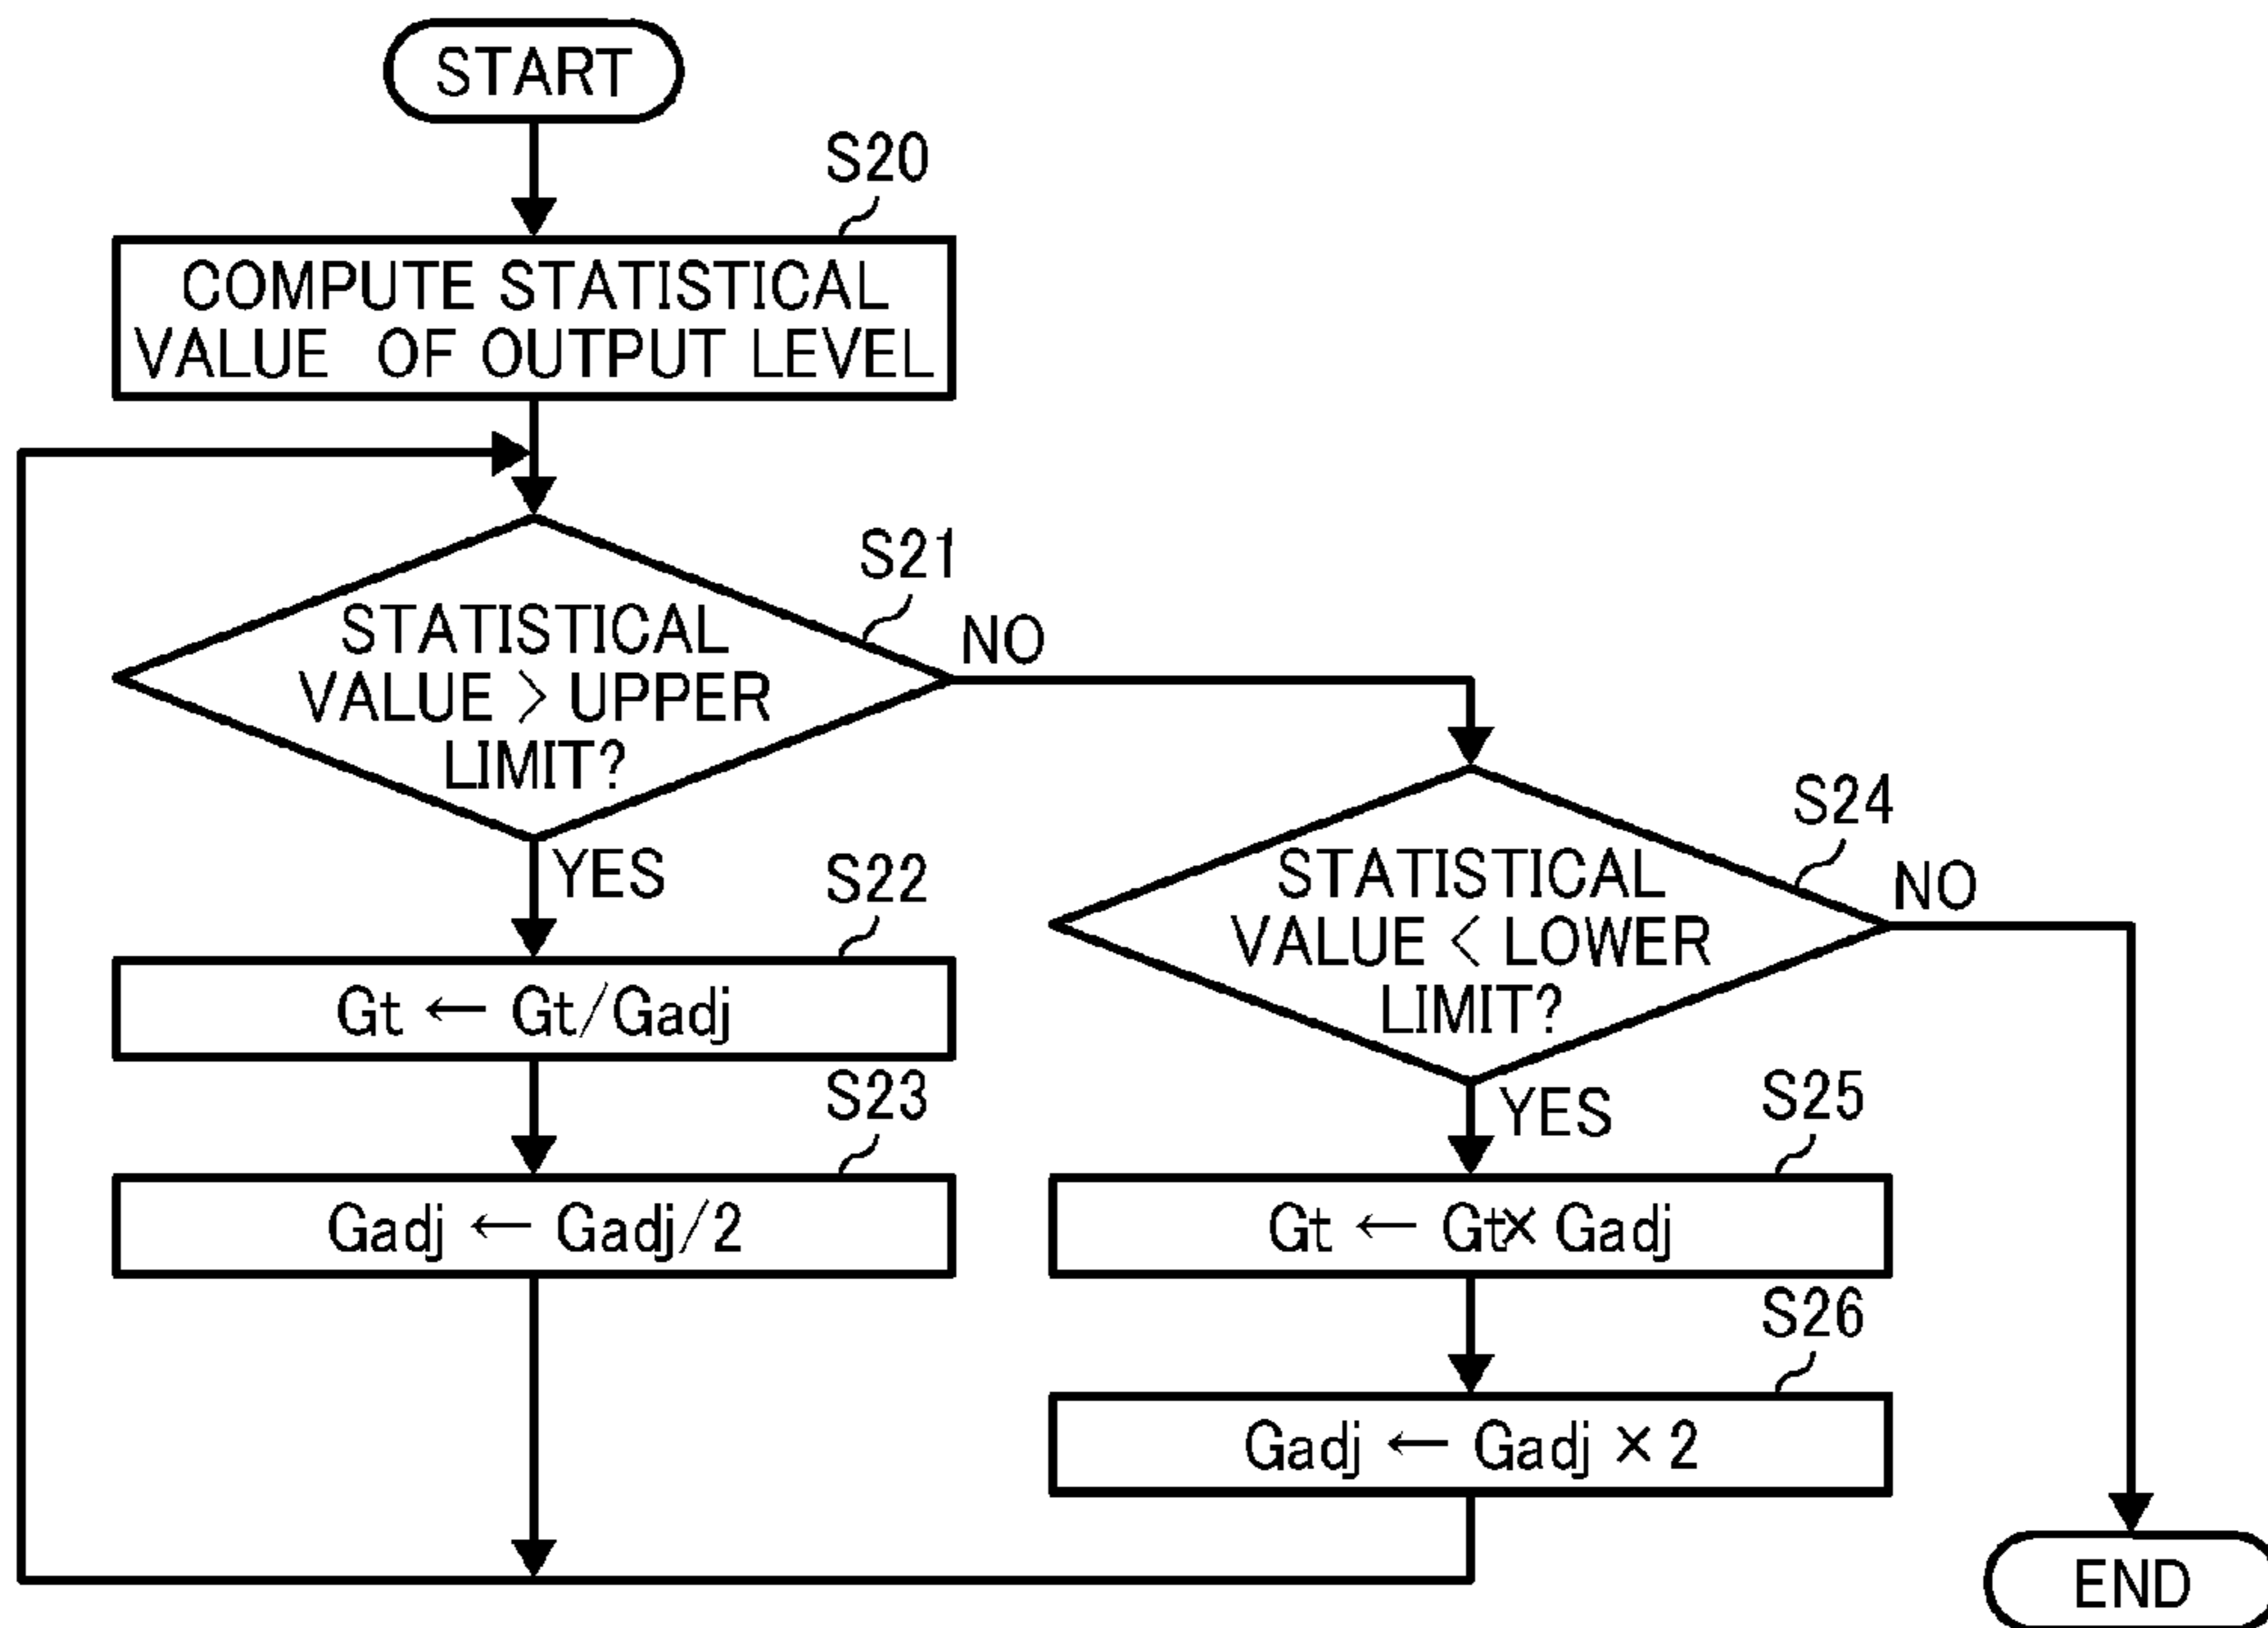 START
S20
COMPUTE STATISTICAL
VALUE OF OUTPUT LEVEL
S21
STATISTICAL
VALUE > UPPER
LIMIT?
NO
YES
S22
Gt ← Gt/Gadj
S23
Gadj ← Gadj/2
S24
STATISTICAL
VALUE < LOWER
LIMIT?
NO
YES
S25
Gt ← Gt× Gadj
S26
Gadj ← Gadj × 2
END